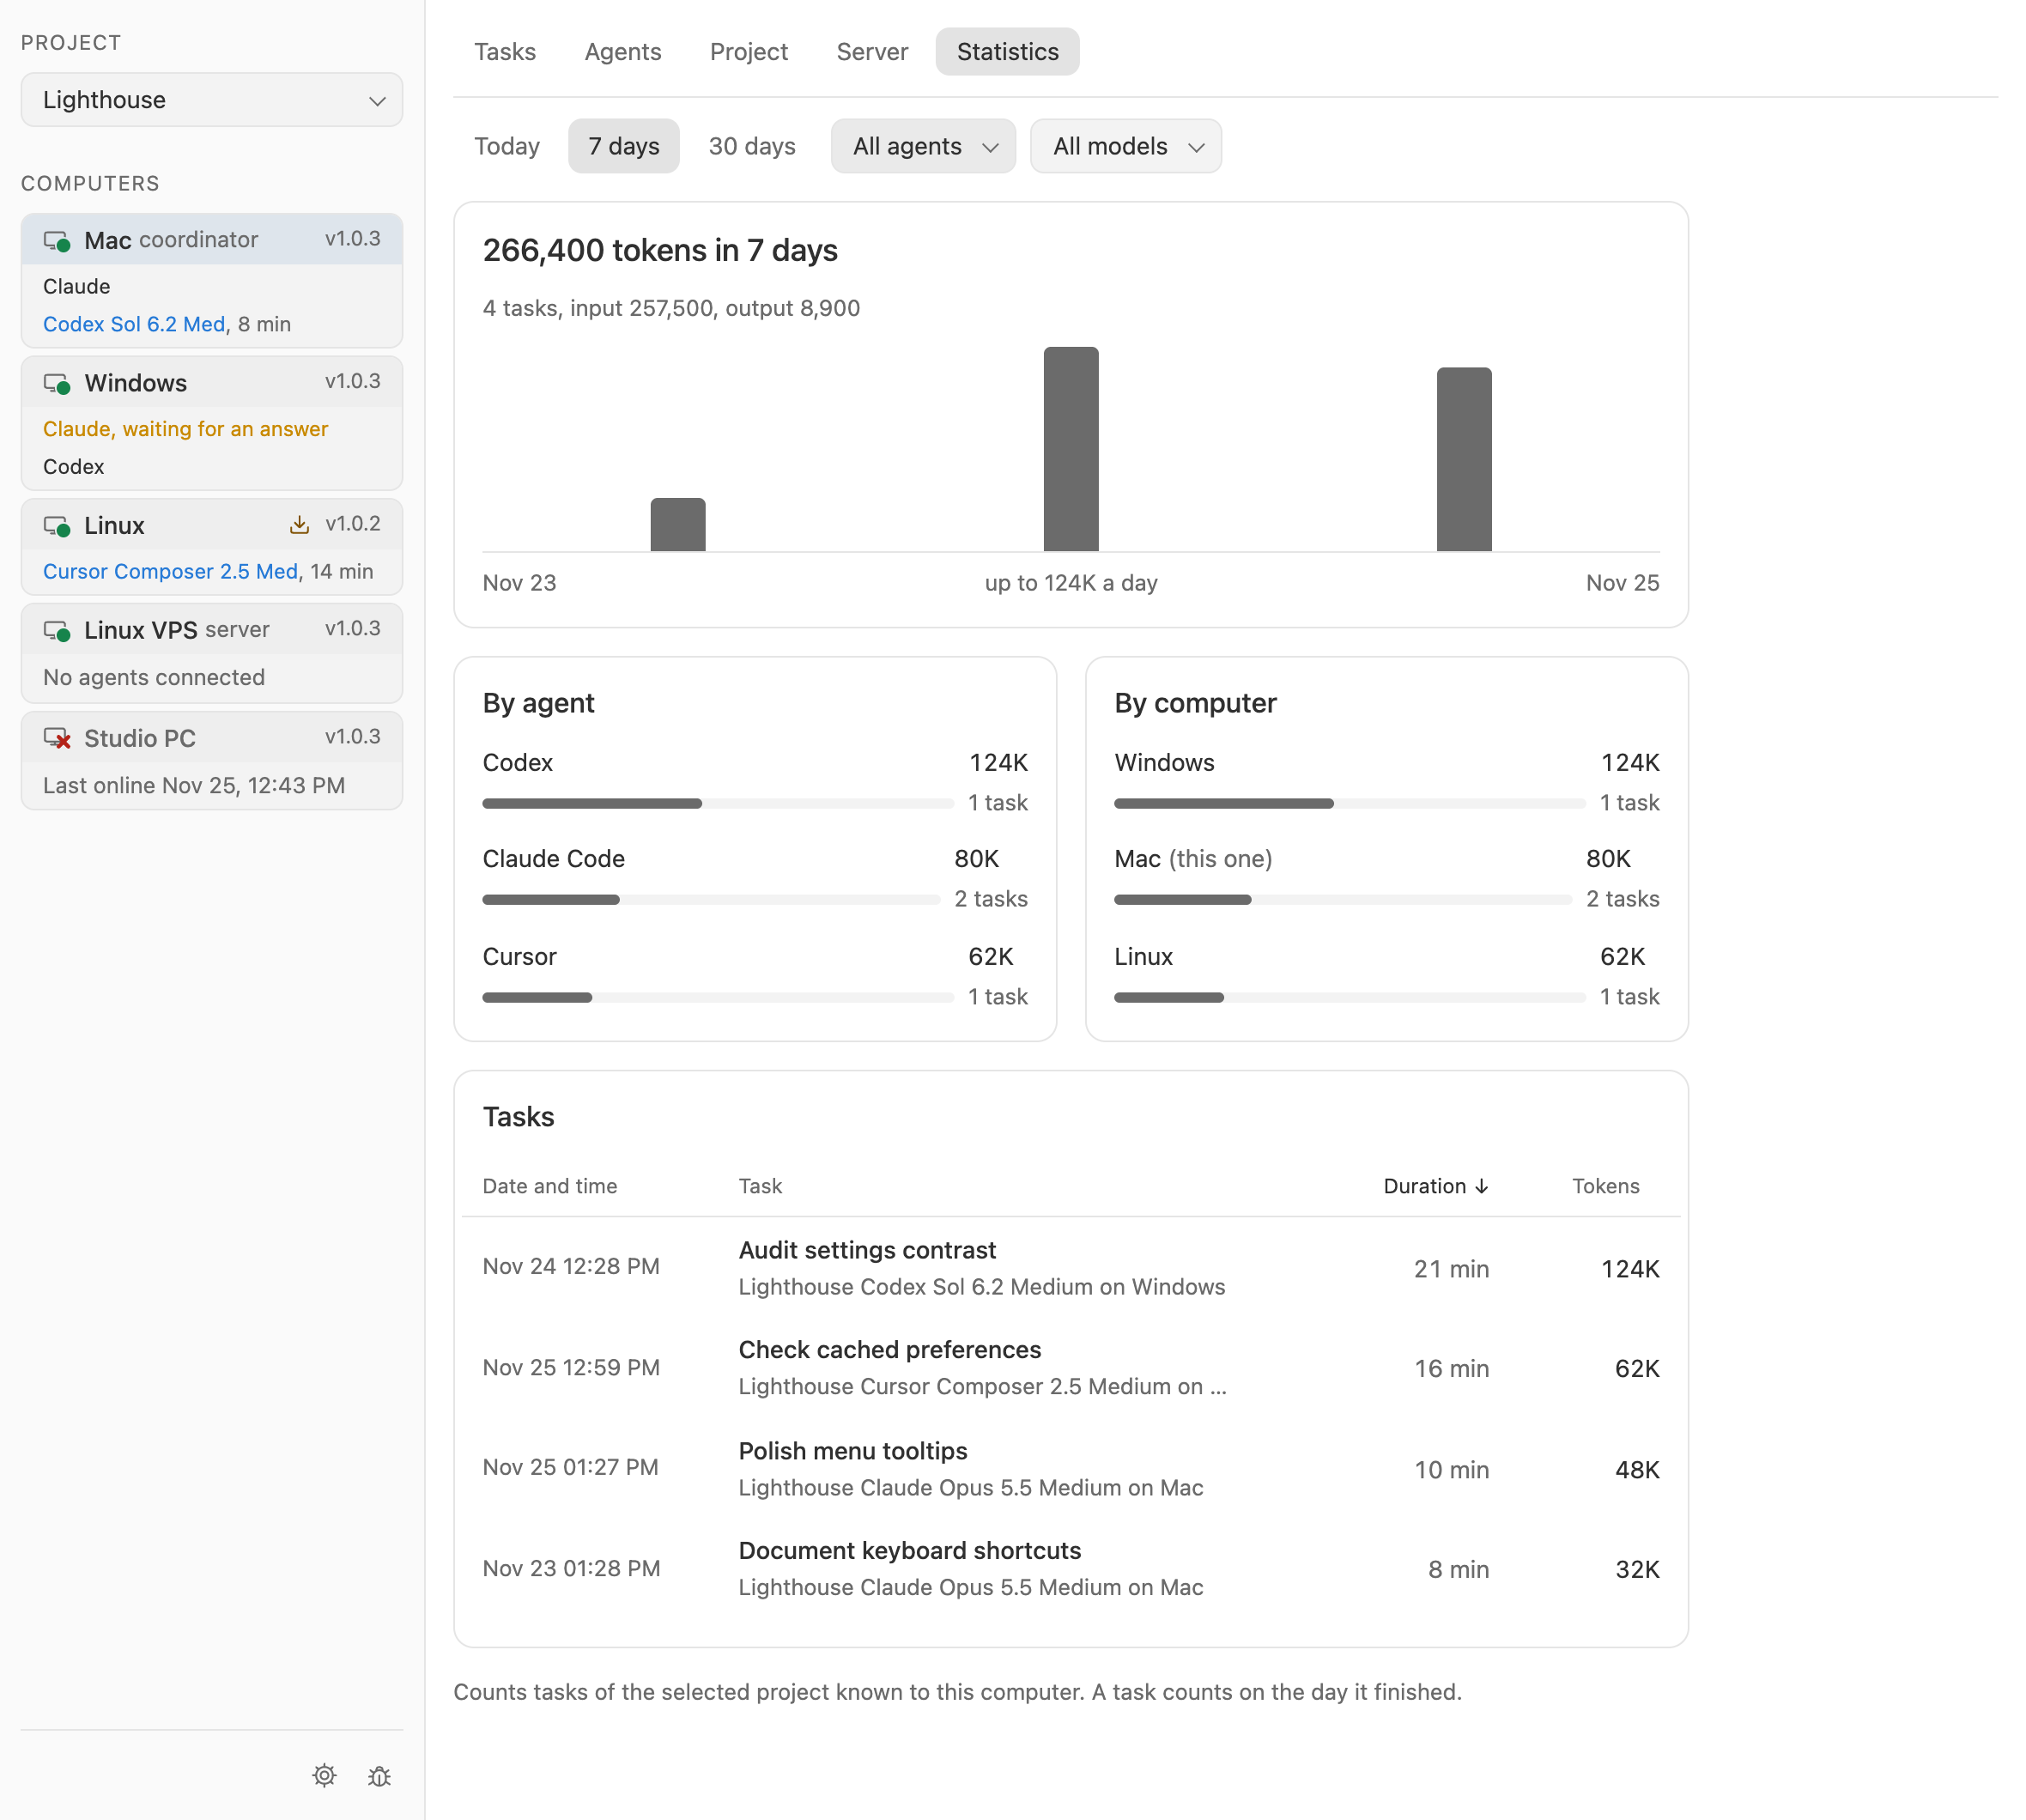 PROJECT
Lighthouse
COMPUTERS
Mac coordinator v1.0.3
Claude
Codex Sol 6.2 Med, 8 min
Windows v1.0.3
Claude, waiting for an answer
Codex
Linux v1.0.2
Cursor Composer 2.5 Med, 14 min
Linux VPS server v1.0.3
No agents connected
Studio PC v1.0.3
Last online Nov 25, 12:43 PM
Tasks Agents Project Server Statistics
Today 7 days 30 days All agents All models
266,400 tokens in 7 days
4 tasks, input 257,500, output 8,900
Nov 23 up to 124K a day Nov 25
By agent
Codex 124K
1 task
Claude Code 80K
2 tasks
Cursor 62K
1 task
By computer
Windows 124K
1 task
Mac (this one) 80K
2 tasks
Linux 62K
1 task
Tasks
Date and time Task Duration ↓ Tokens
Nov 24 12:28 PM Audit settings contrast 21 min 124K
Lighthouse Codex Sol 6.2 Medium on Windows
Nov 25 12:59 PM Check cached preferences 16 min 62K
Lighthouse Cursor Composer 2.5 Medium on ...
Nov 25 01:27 PM Polish menu tooltips 10 min 48K
Lighthouse Claude Opus 5.5 Medium on Mac
Nov 23 01:28 PM Document keyboard shortcuts 8 min 32K
Lighthouse Claude Opus 5.5 Medium on Mac
Counts tasks of the selected project known to this computer. A task counts on the day it finished.